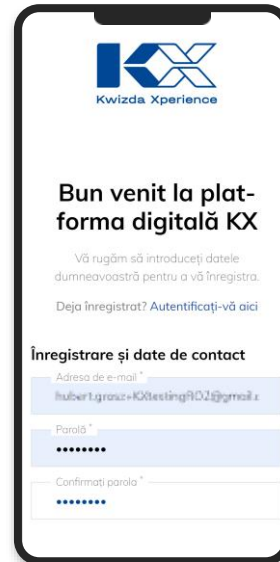 KX
Kwizda Xperience
Bun venit la plat-
forma digitală KX
Vă rugăm să introduceți datele
dumneavoastră pentru a vă înregistra.
Deja înregistrat? Autentificați-vă aici
Înregistrare și date de contact
Adresa de e-mail *
Parolă *
••••••••
Confirmați parola *
••••••••